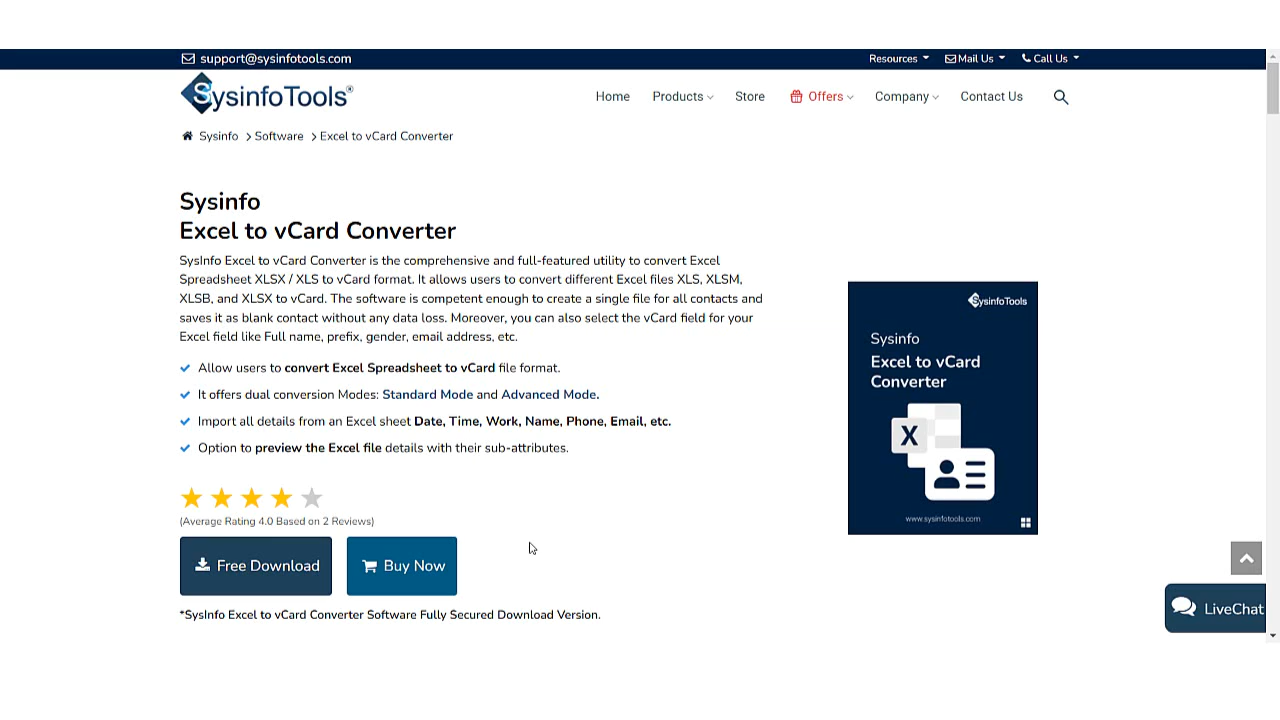 support@sysinfotools.com
Resources
Mail Us
Call Us
SysinfoTools®
Home
Products
Store
Offers
Company
Contact Us
Sysinfo
Software
Excel to vCard Converter
Sysinfo
Excel to vCard Converter
SysInfo Excel to vCard Converter is the comprehensive and full-featured utility to convert Excel
Spreadsheet XLSX / XLS to vCard format. It allows users to convert different Excel files XLS, XLSM,
XLSB, and XLSX to vCard. The software is competent enough to create a single file for all contacts and
saves it as blank contact without any data loss. Moreover, you can also select the vCard field for your
Excel field like Full name, prefix, gender, email address, etc.
Allow users to convert Excel Spreadsheet to vCard file format.
It offers dual conversion Modes: Standard Mode and Advanced Mode.
Import all details from an Excel sheet Date, Time, Work, Name, Phone, Email, etc.
Option to preview the Excel file details with their sub-attributes.
(Average Rating 4.0 Based on 2 Reviews)
Free Download
Buy Now
*SysInfo Excel to vCard Converter Software Fully Secured Download Version.
SysinfoTools
Sysinfo
Excel to vCard
Converter
X
www.sysinfotools.com
LiveChat